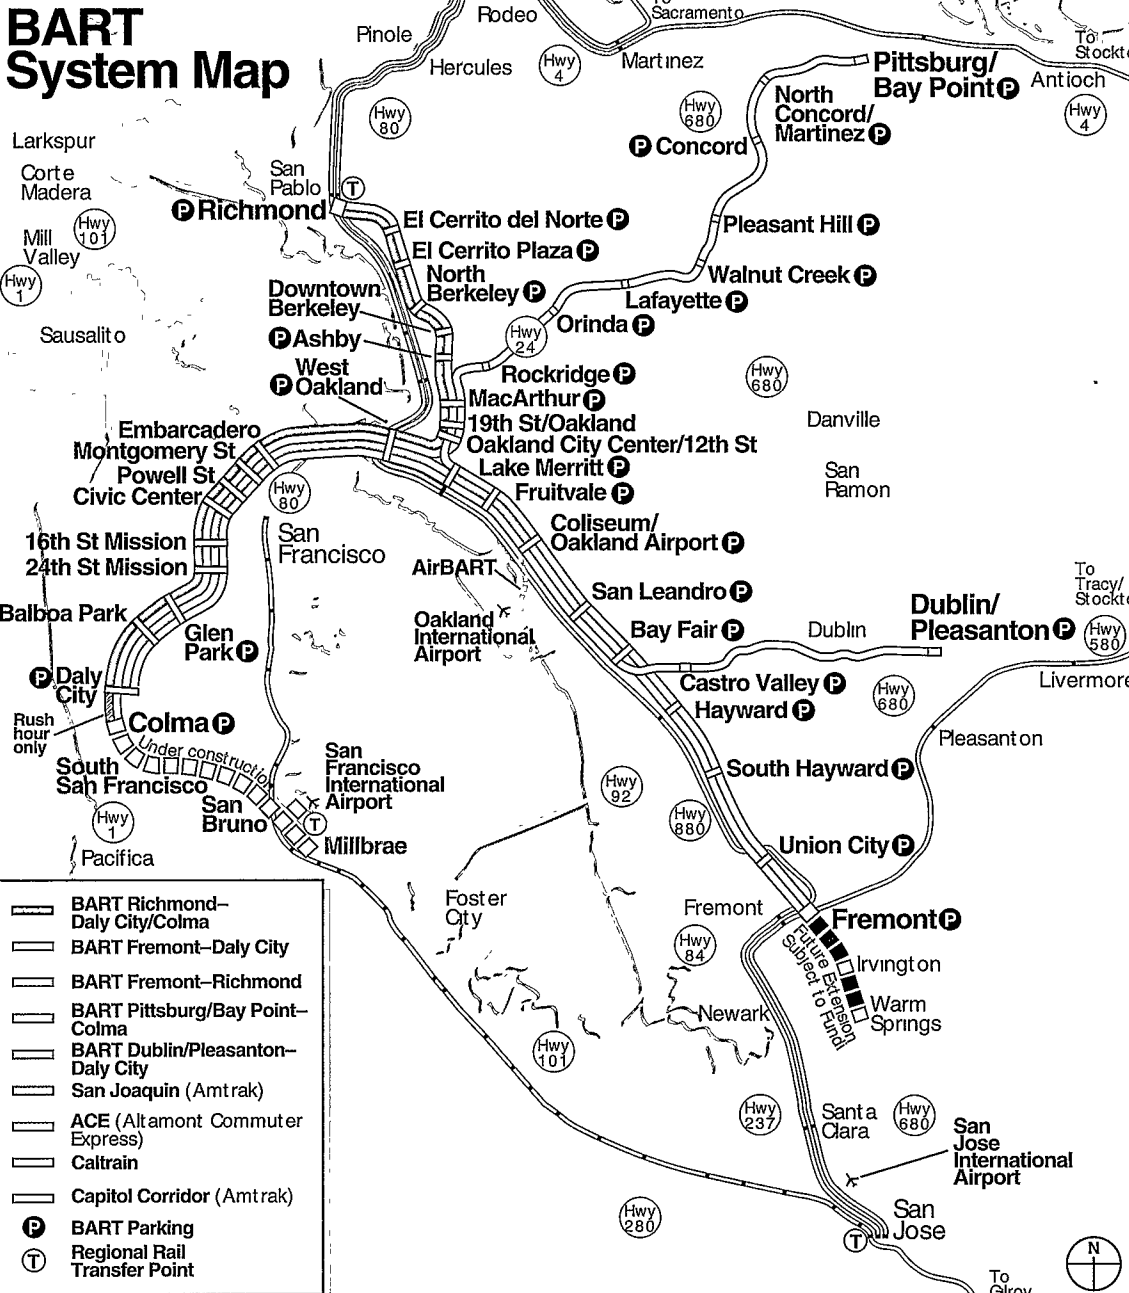 BART
System Map
Rodeo
To
Sacramento
Pinole
Hercules
Hwy
4
Martinez
Pittsburg/
Bay Point P
To
Antioch
Hwy
4
Hwy
80
Hwy
680
North
Concord/
Martinez P
P Concord
Larkspur
Corte
Madera
San
Pablo
T
P Richmond
El Cerrito del Norte P
Pleasant Hill P
Hwy
101
Mill
Valley
Hwy
1
El Cerrito Plaza P
North
Berkeley P
Walnut Creek P
Lafayette P
Downtown
Berkeley
Orinda P
Hwy
24
Sausalito
P Ashby
West
P Oakland
Rockridge P
Hwy
680
MacArthur P
19th St/Oakland
Danville
Oakland City Center/12th St
Embarcadero
Montgomery St
Powell St
Civic Center
Lake Merritt P
Fruitvale P
San
Ramon
Hwy
80
16th St Mission
24th St Mission
San
Francisco
Coliseum/
Oakland Airport P
AirBART
To
Tracy/
San Leandro P
Balboa Park
Glen
Park P
Oakland
International
Airport
Bay Fair P
Dublin
Dublin/
Pleasanton P
Hwy
580
P Daly
City
Castro Valley P
Hayward P
Hwy
680
Rush
hour
only
Colma P
Under construction
Pleasanton
South
San Francisco
San
Francisco
International
Airport
South Hayward P
San
Bruno
T
Millbrae
Hwy
92
Hwy
880
Hwy
1
Pacifica
Union City P
Foster
City
Fremont
Fremont P
Hwy
84
Future Extension
Subject to
Irvington
Warm
Springs
Newark
Hwy
101
Hwy
237
Santa
Clara
Hwy
680
San
Jose
International
Airport
Hwy
280
San
Jose
T
N
To
BART Richmond–
Daly City/Colma
BART Fremont–Daly City
BART Fremont–Richmond
BART Pittsburg/Bay Point–
Colma
BART Dublin/Pleasanton–
Daly City
San Joaquin (Amtrak)
ACE (Altamont Commuter
Express)
Caltrain
Capitol Corridor (Amtrak)
P BART Parking
T Regional Rail
Transfer Point